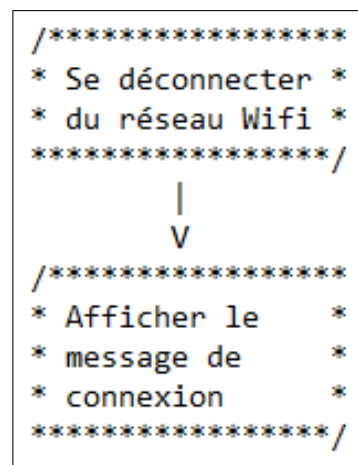 /*****************
* Se déconnecter *
* du réseau Wifi *
*****************/
|
V
/*****************
* Afficher le *
* message de *
* connexion *
*****************/